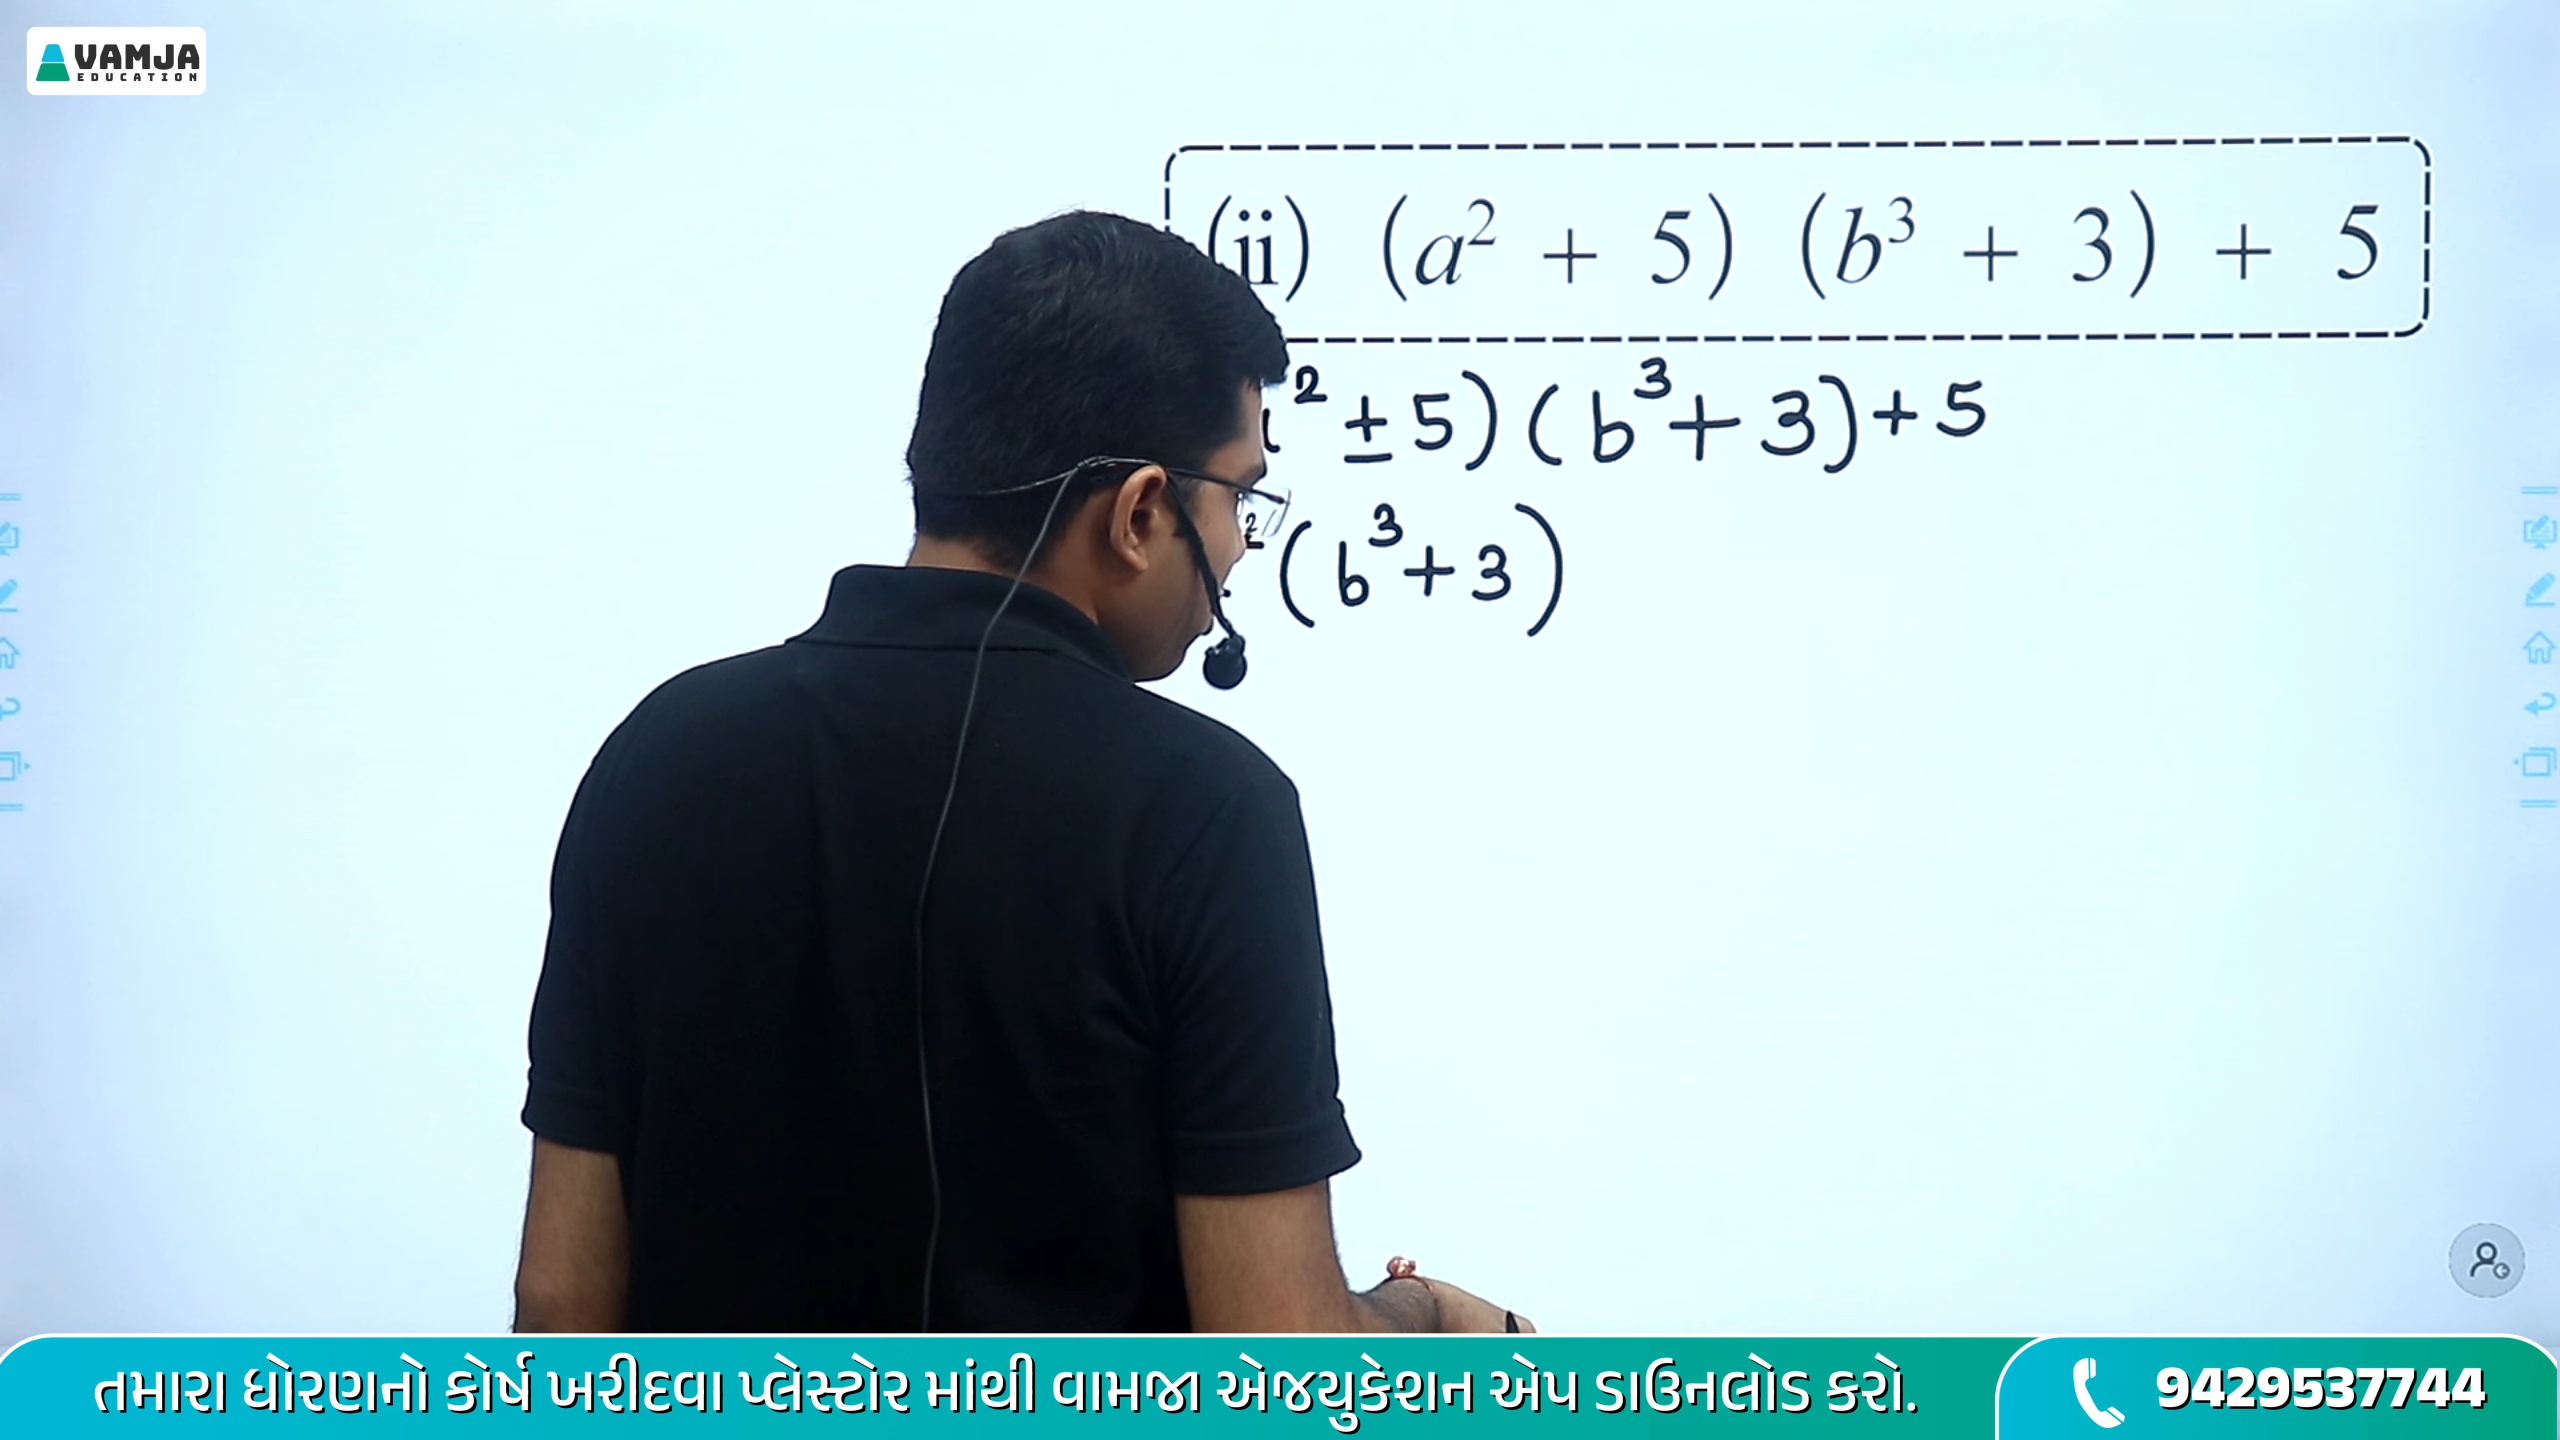 VAMJA
EDUCATION
(ii) (a² + 5) (b³ + 3) + 5
² + 5) (b³ + 3) + 5
² (b³ + 3)
તમારા ધોરણનો કોર્ષ ખરીદવા પ્લેસ્ટોર માંથી વામજા એજ્યુકેશન એપ ડાઉનલોડ કરો.
9429537744